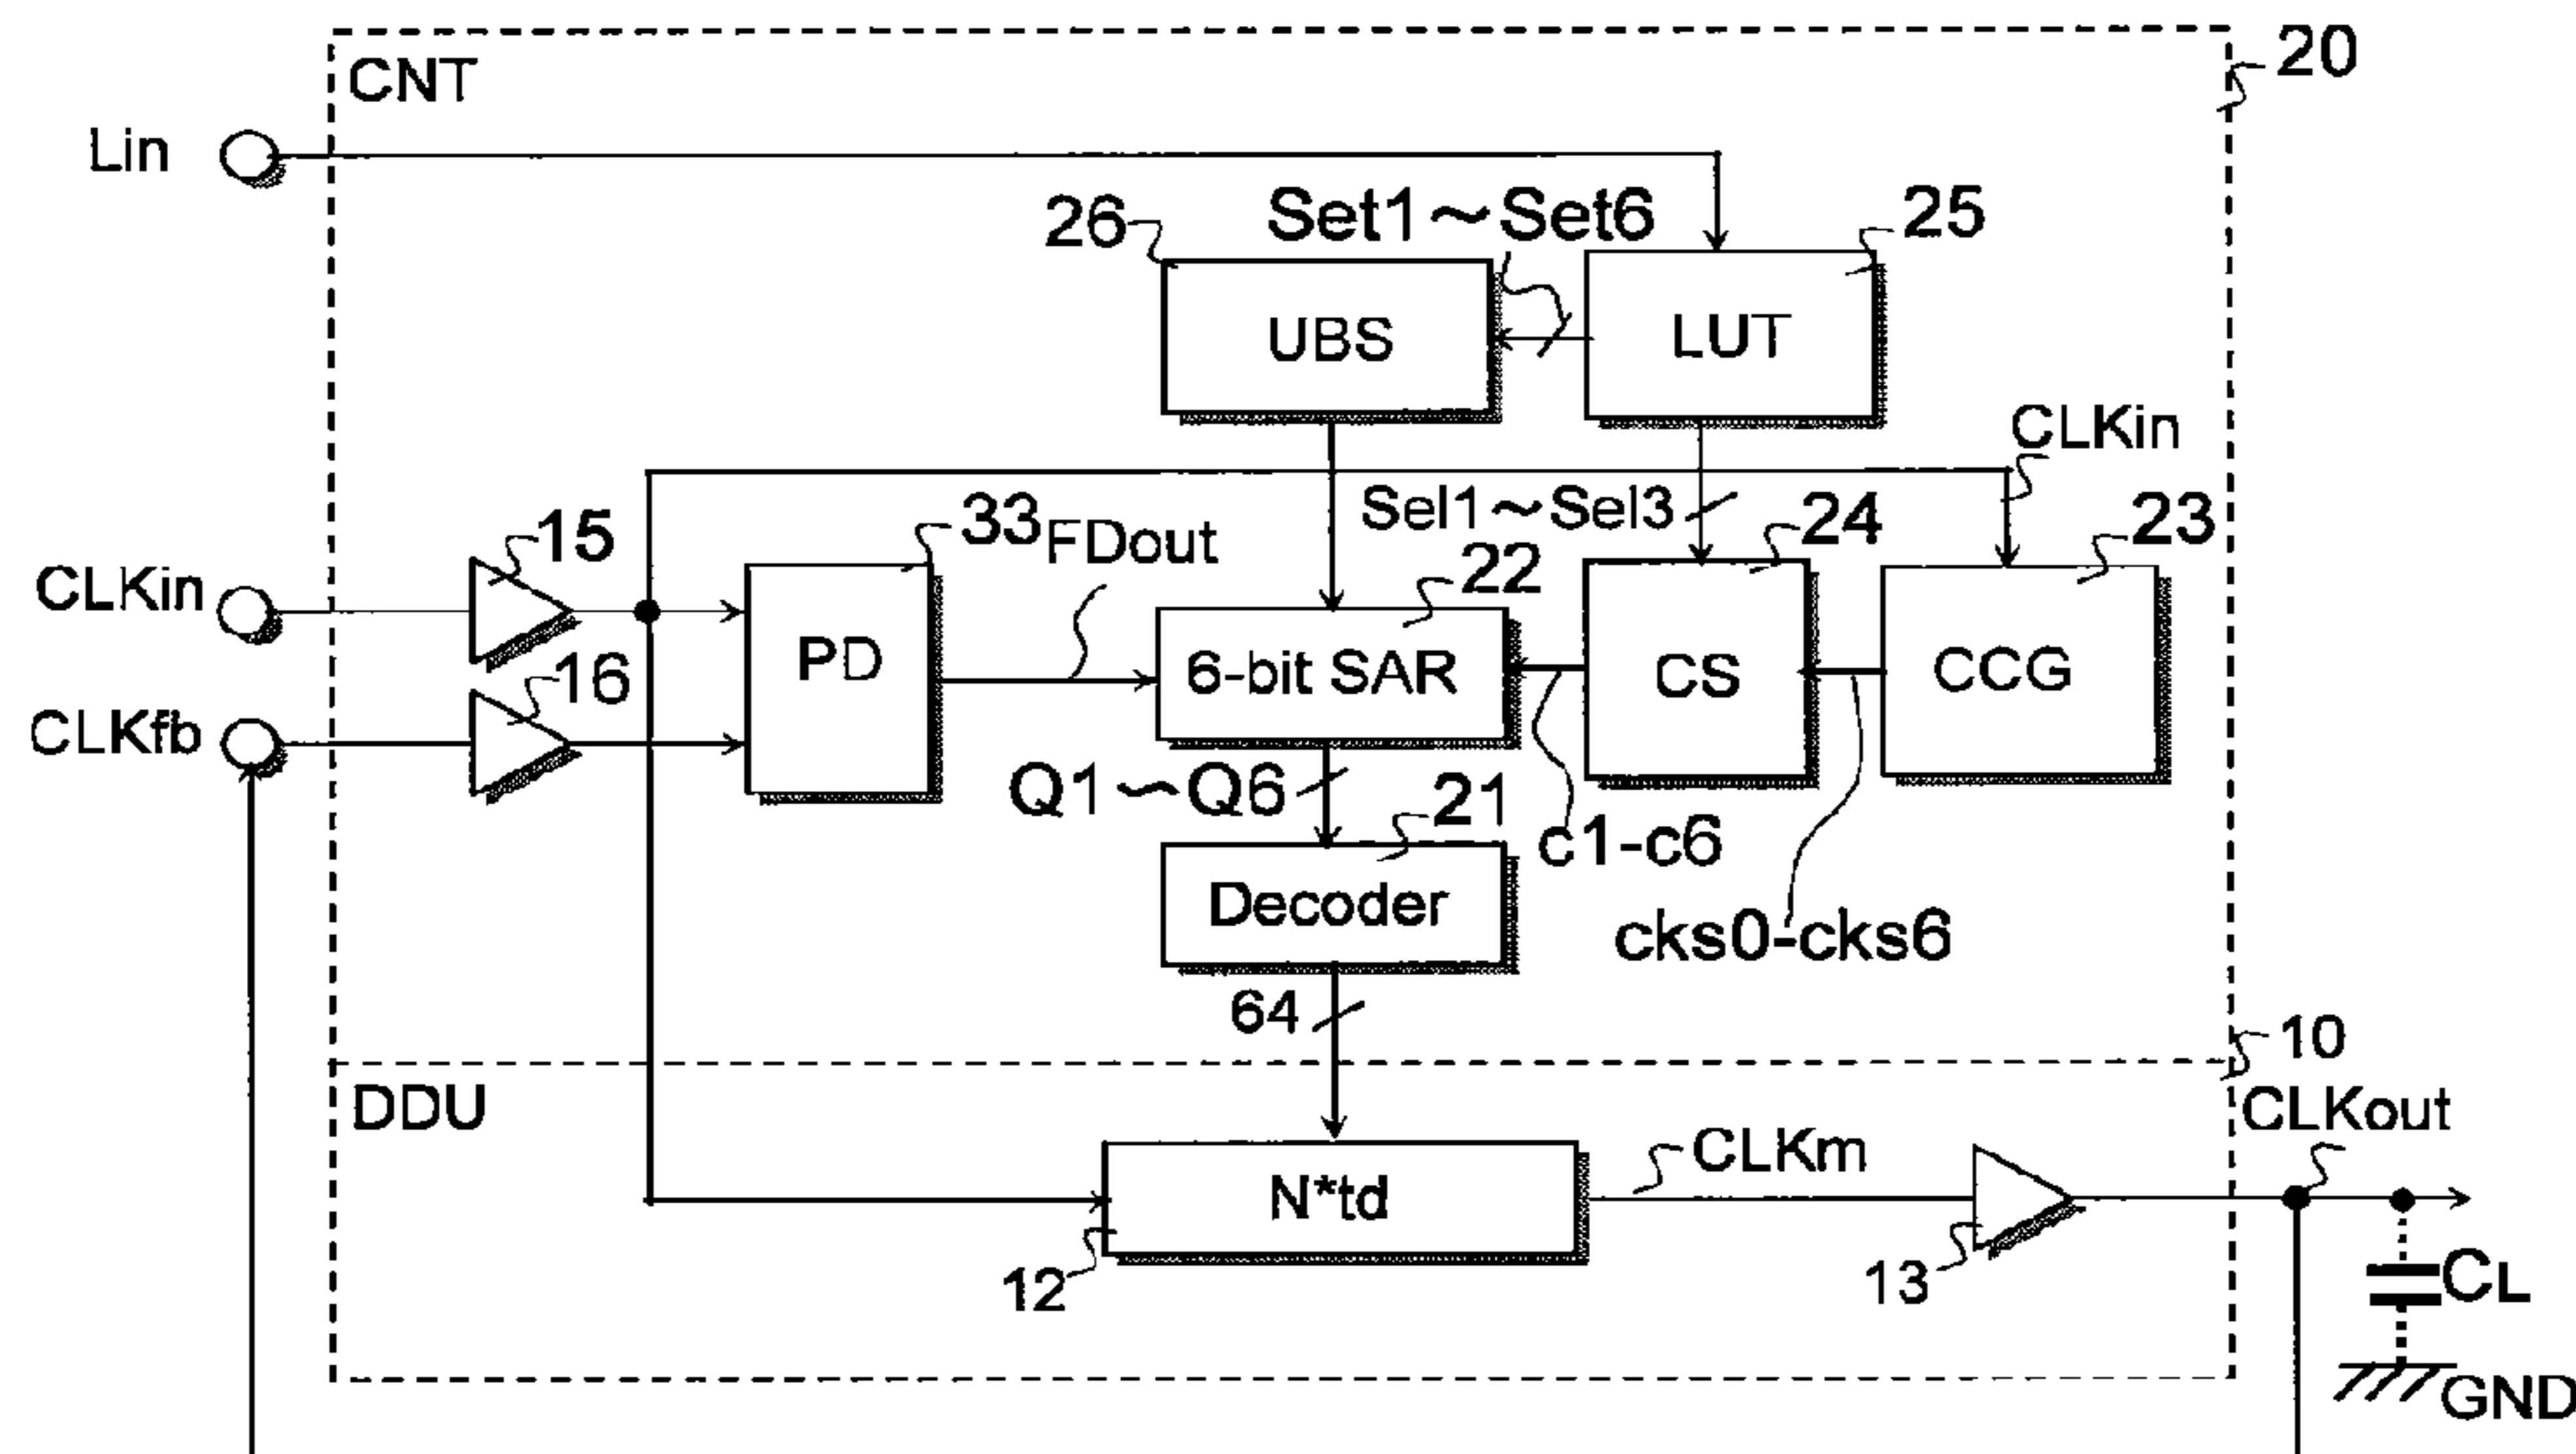 20
CNT
Lin
26
Set1～Set6
25
UBS
LUT
CLKin
Sel1～Sel3
15
33
FDout
24
23
22
CLKin
PD
6-bit SAR
CS
CCG
16
CLKfb
Q1～Q6
21
c1-c6
Decoder
cks0-cks6
64
10
DDU
CLKout
CLKm
N*td
12
13
CL
GND